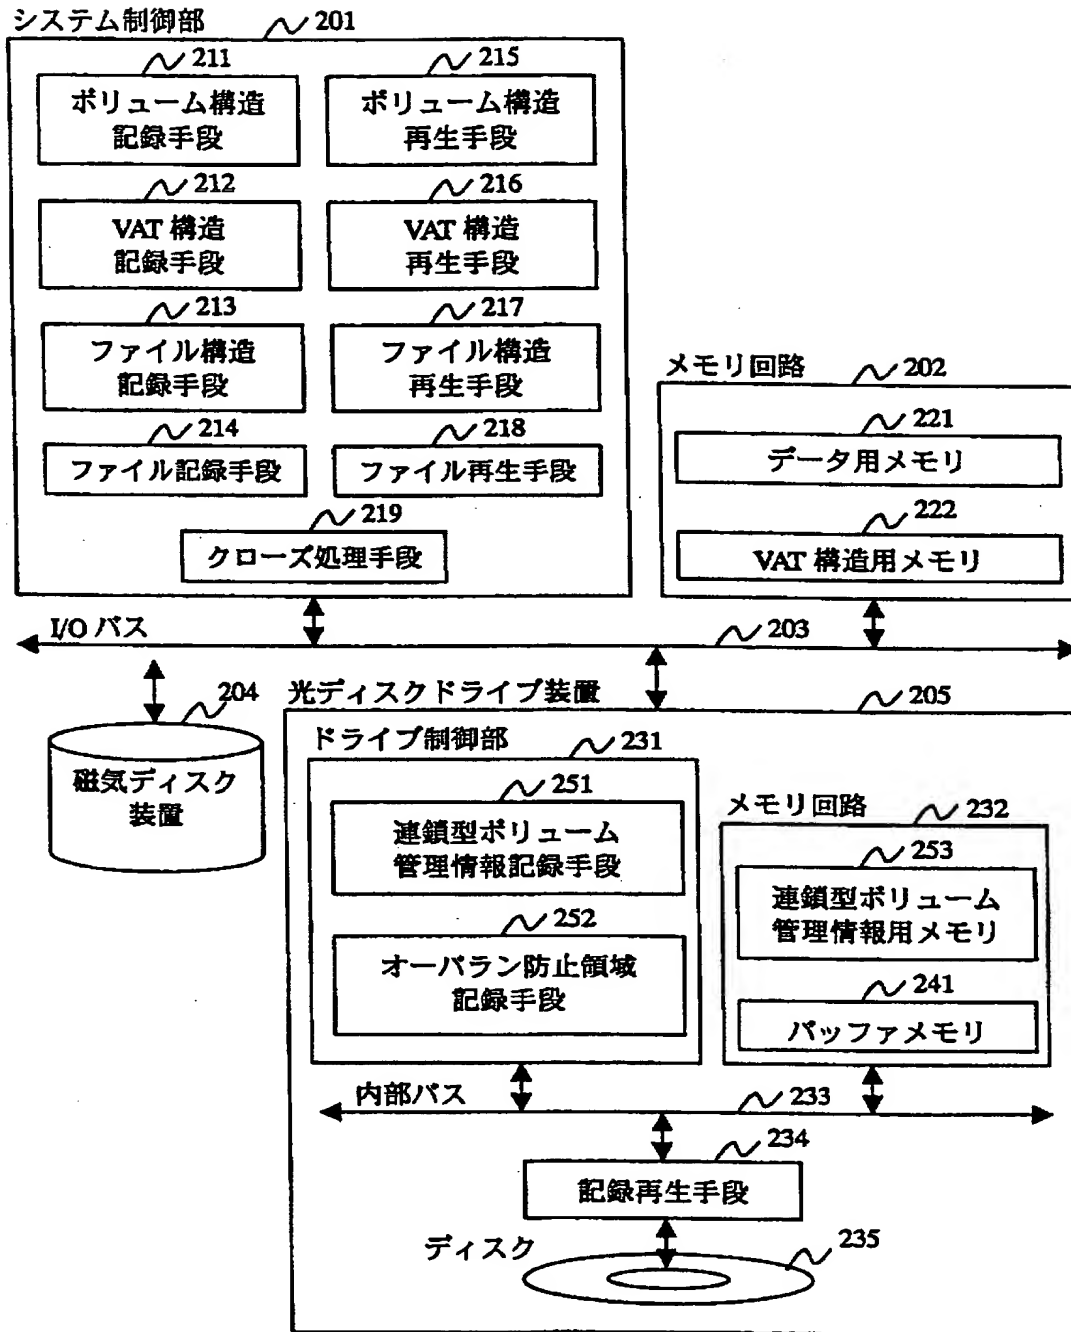 システム制御部 201
211 215
ボリューム構造
記録手段
ボリューム構造
再生手段
212 216
VAT 構造
記録手段
VAT 構造
再生手段
213 217
ファイル構造
記録手段
ファイル構造
再生手段
214 218
ファイル記録手段
ファイル再生手段
219
クローズ処理手段
メモリ回路 202
221
データ用メモリ
222
VAT 構造用メモリ
I/O バス 203
204
磁気ディスク
装置
光ディスクドライブ装置 205
ドライブ制御部 231
251
連鎖型ボリューム
管理情報記録手段
252
オーバラン防止領域
記録手段
メモリ回路 232
253
連鎖型ボリューム
管理情報用メモリ
241
バッファメモリ
内部バス 233
234
記録再生手段
ディスク 235